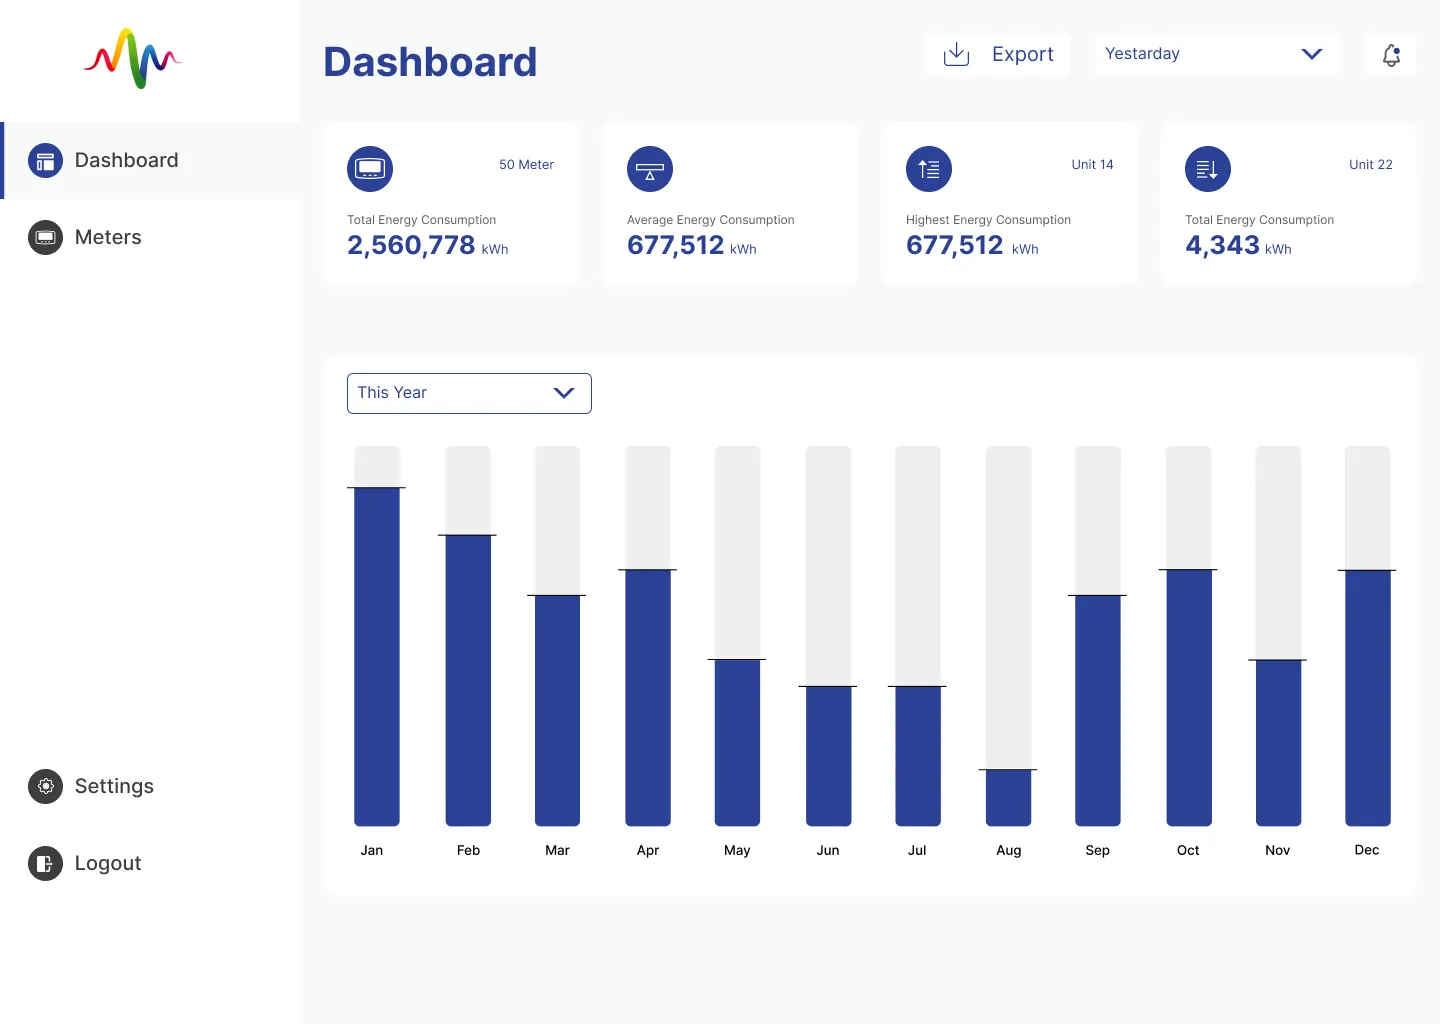 Dashboard
Export
Yestarday
Dashboard
Meters
Settings
Logout
50 Meter
Total Energy Consumption
2,560,778 kWh
Average Energy Consumption
677,512 kWh
Unit 14
Highest Energy Consumption
677,512 kWh
Unit 22
Total Energy Consumption
4,343 kWh
This Year
Jan Feb Mar Apr May Jun Jul Aug Sep Oct Nov Dec